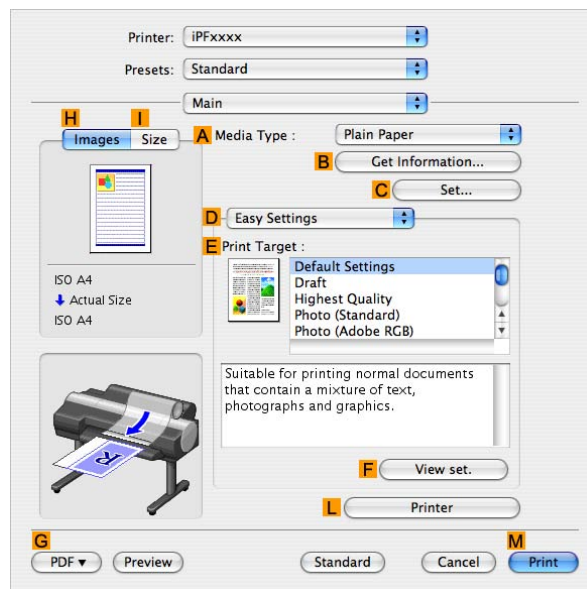 Printer: iPFxxxx
Presets: Standard
Main
H I
Images Size
A Media Type : Plain Paper
B Get Information...
C Set...
D Easy Settings
E Print Target :
Default Settings
Draft
Highest Quality
Photo (Standard)
Photo (Adobe RGB)
ISO A4
Actual Size
ISO A4
Suitable for printing normal documents
that contain a mixture of text,
photographs and graphics.
R
F View set.
L Printer
G M
PDF ▼ Preview Standard Cancel Print